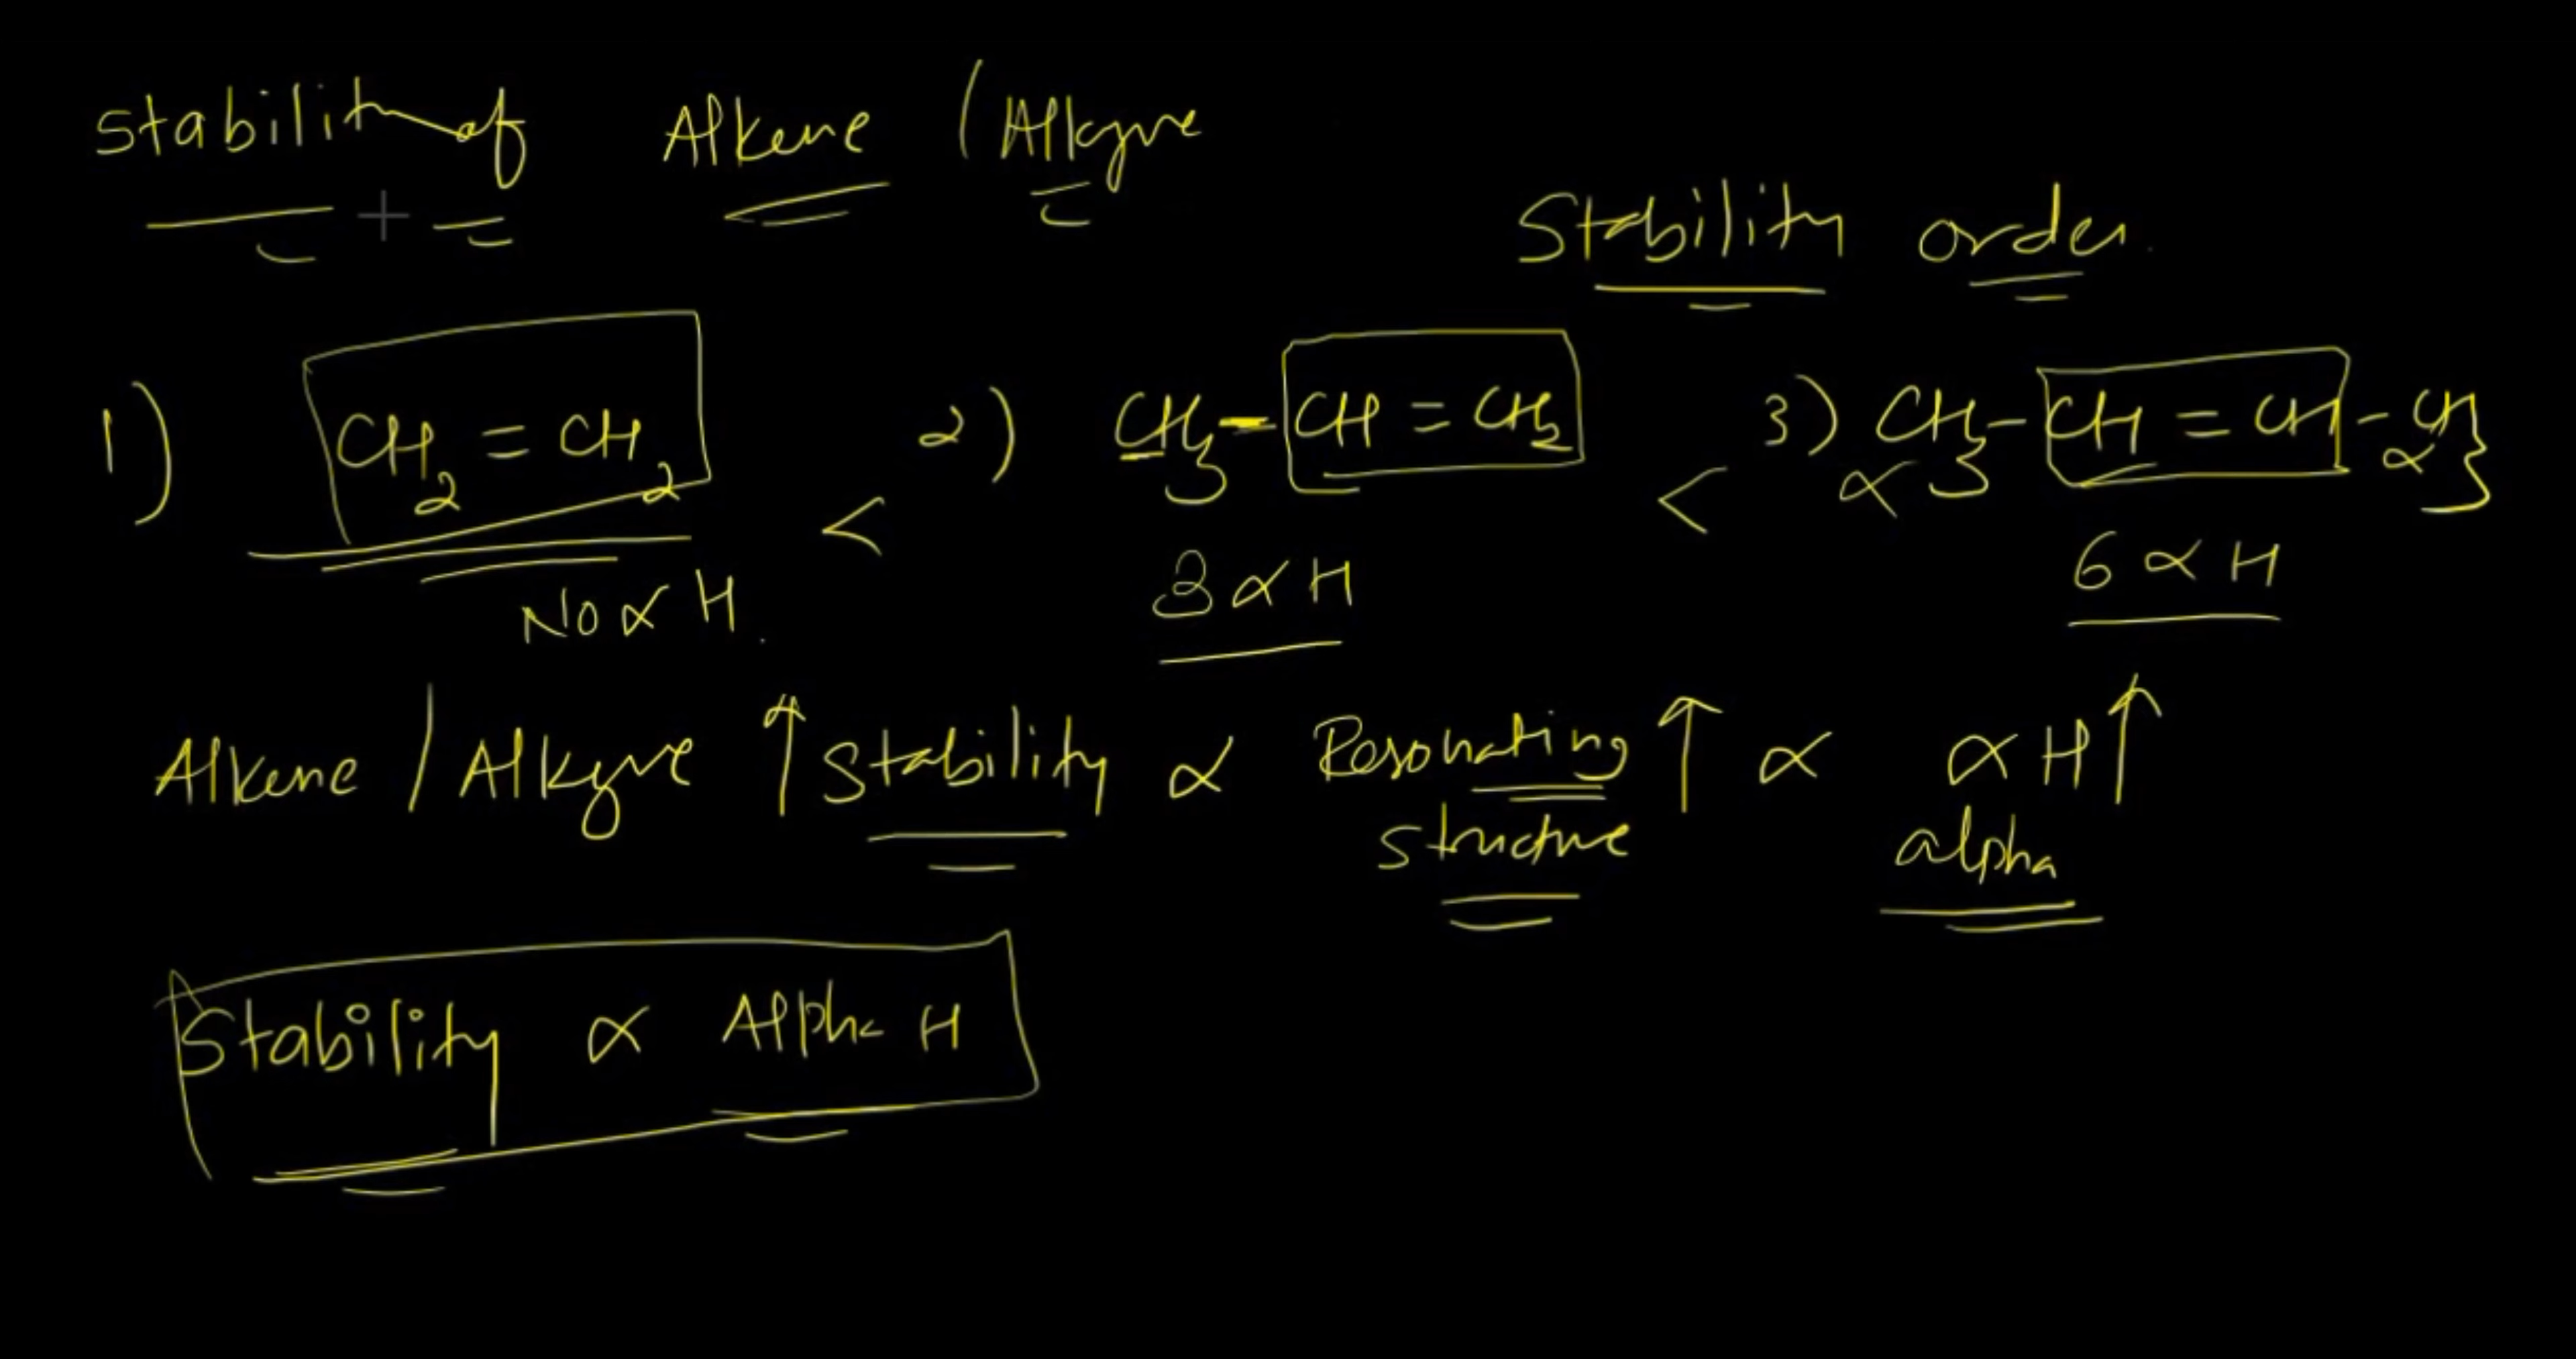 Stability of Alkene / Alkyne
Stability order.
1) CH2 = CH2 < 2) CH3 - CH = CH2 < 3) CH3 - CH = CH - CH3
α α
No α H. 3 α H 6 α H
Alkene / Alkyne ↑ Stability ∝ Resonating ↑ ∝ α H ↑
structure alpha
Stability ∝ Alpha H